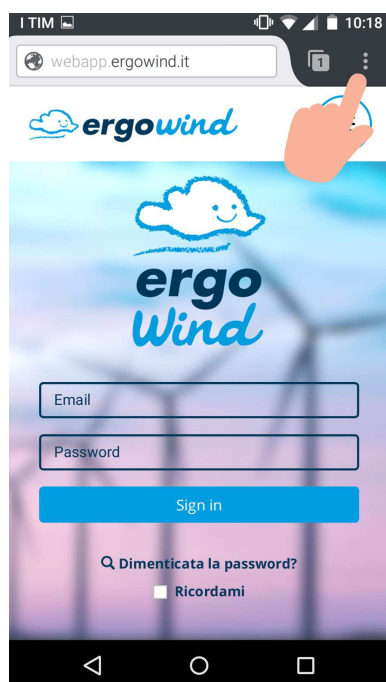 I TIM 10:18
webapp.ergowind.it 1
ergowind
ergo
Wind
Email
Password
Sign in
Dimenticata la password?
Ricordami